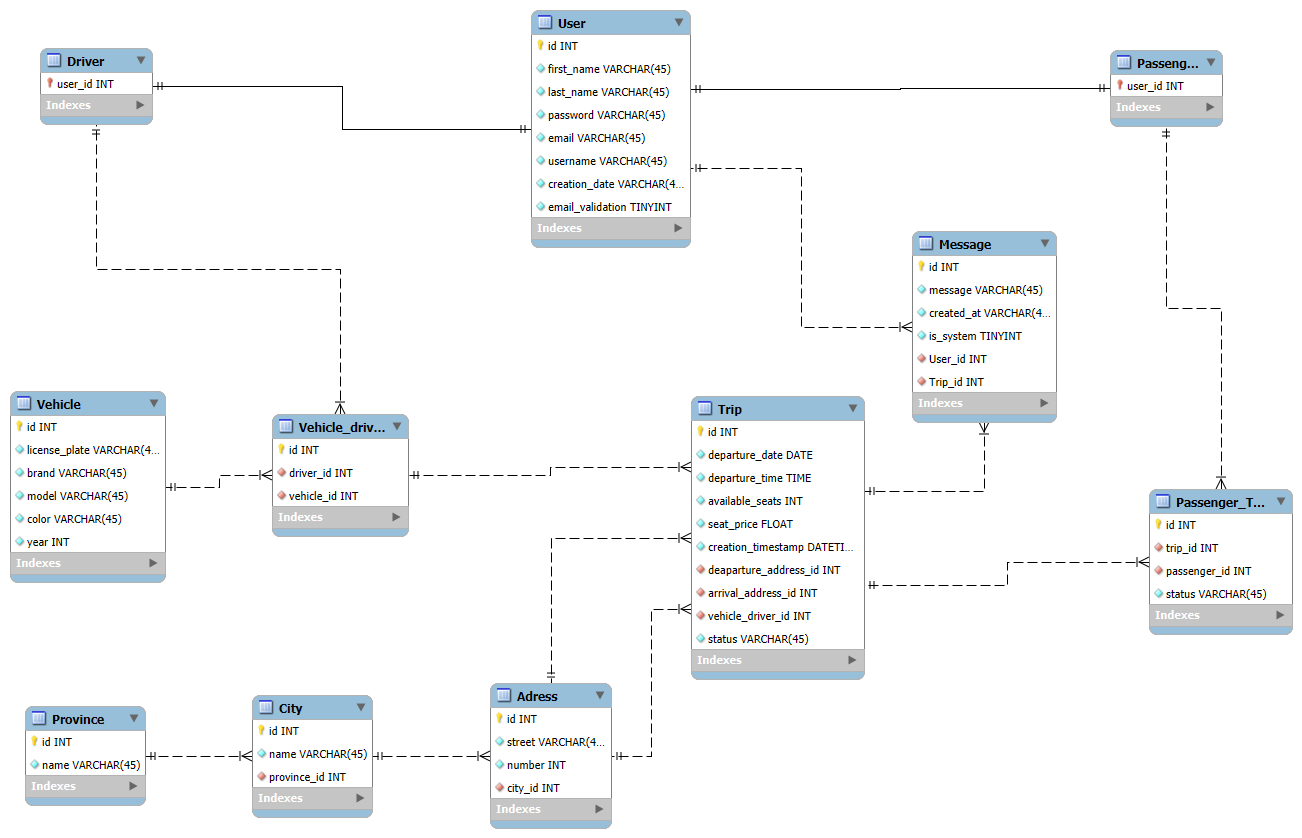 User
id INT
first_name VARCHAR(45)
last_name VARCHAR(45)
password VARCHAR(45)
email VARCHAR(45)
username VARCHAR(45)
creation_date VARCHAR(4...
email_validation TINYINT
Indexes
Driver
user_id INT
Indexes
Passeng...
user_id INT
Indexes
Message
id INT
message VARCHAR(45)
created_at VARCHAR(4...
is_system TINYINT
User_id INT
Trip_id INT
Indexes
Vehicle
id INT
license_plate VARCHAR(4...
brand VARCHAR(45)
model VARCHAR(45)
color VARCHAR(45)
year INT
Indexes
Vehicle_driv...
id INT
driver_id INT
vehicle_id INT
Indexes
Trip
id INT
departure_date DATE
departure_time TIME
available_seats INT
seat_price FLOAT
creation_timestamp DATETI...
deaparture_address_id INT
arrival_address_id INT
vehicle_driver_id INT
status VARCHAR(45)
Indexes
Passenger_T...
id INT
trip_id INT
passenger_id INT
status VARCHAR(45)
Indexes
Province
id INT
name VARCHAR(45)
Indexes
City
id INT
name VARCHAR(45)
province_id INT
Indexes
Adress
id INT
street VARCHAR(4...
number INT
city_id INT
Indexes